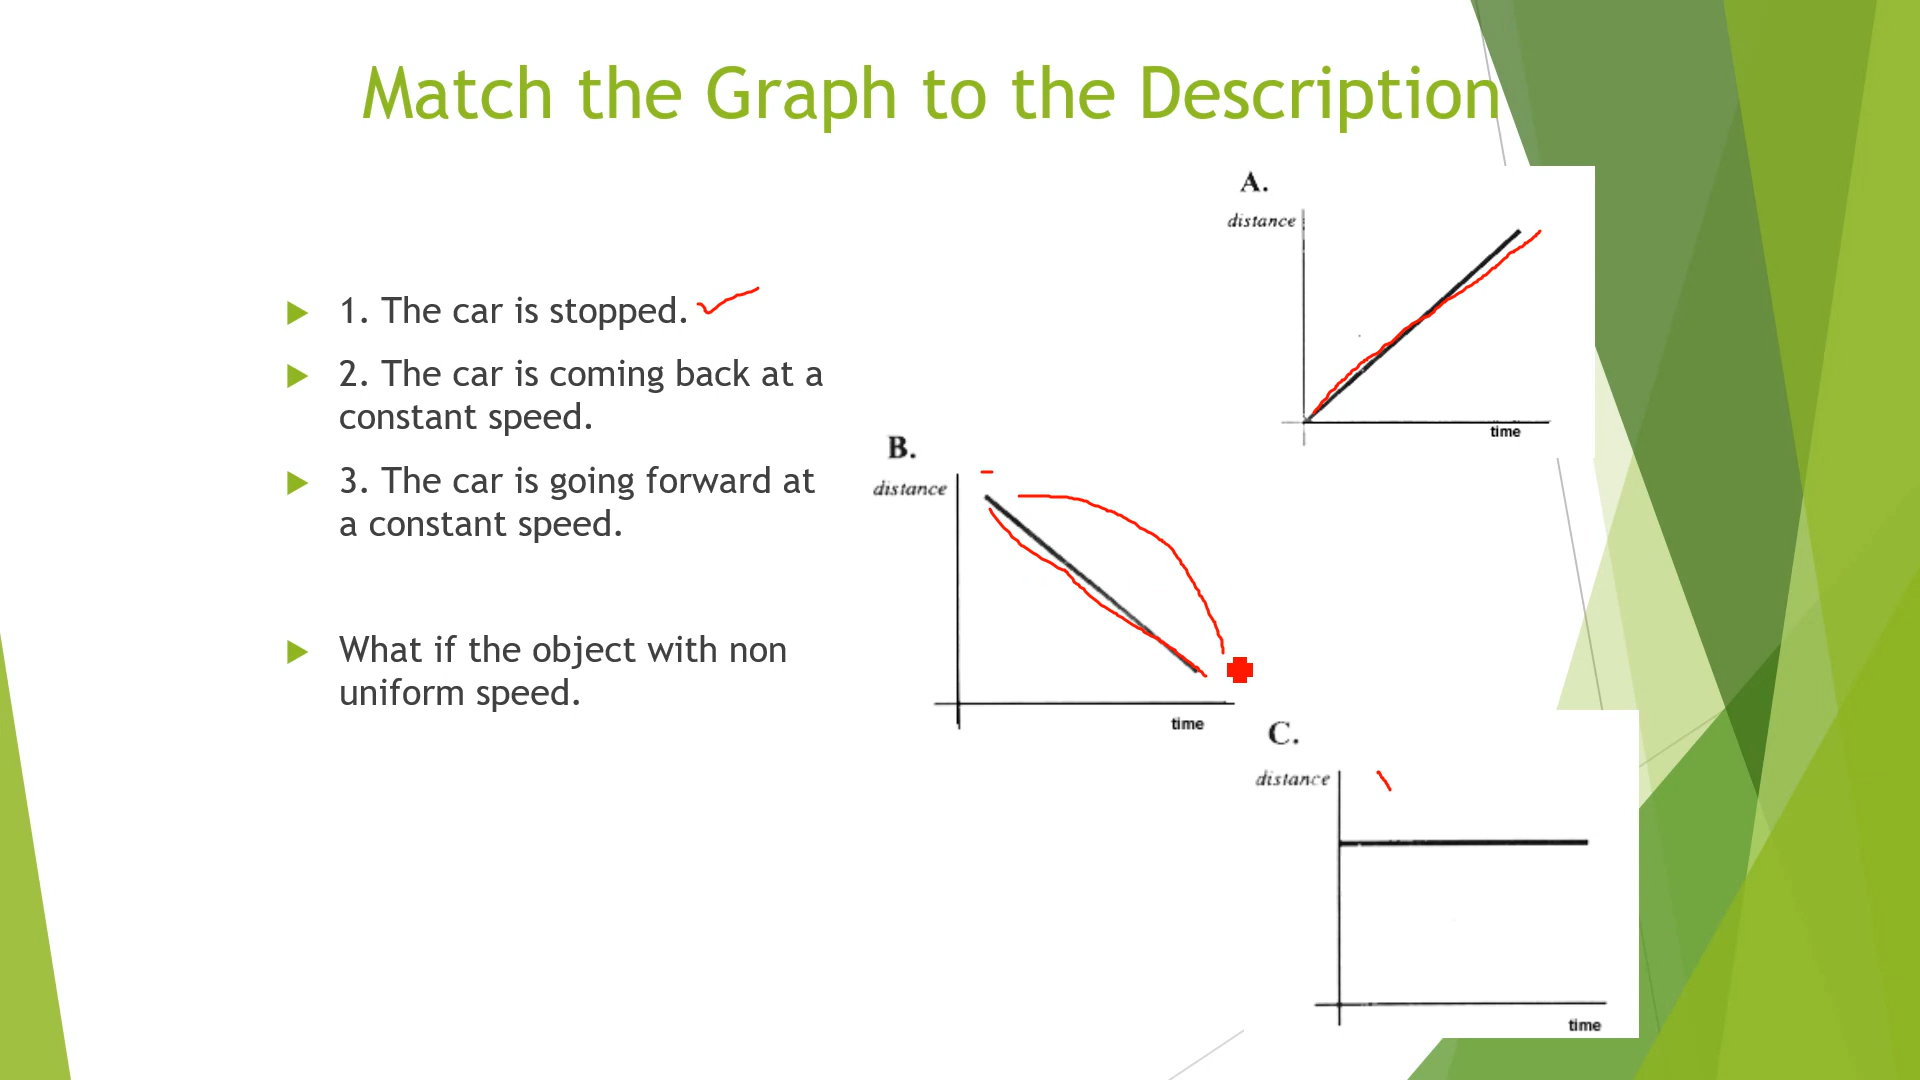 Match the Graph to the Description
1. The car is stopped.
2. The car is coming back at a
constant speed.
3. The car is going forward at
a constant speed.
What if the object with non
uniform speed.
A.
distance
time
B.
distance
time
C.
distance
time